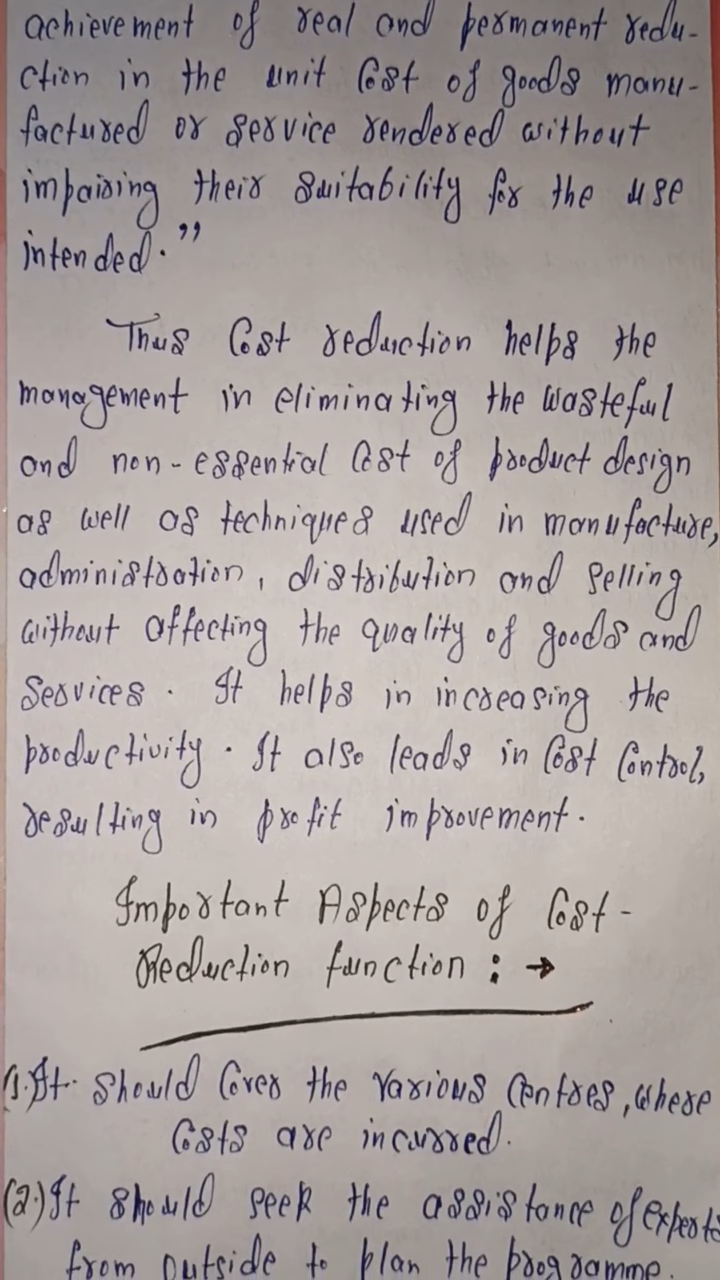 achievement of real and permanent redu-
ction in the unit Cost of goods manu-
factured or service rendered without
impairing their Suitability for the use
intended.”
Thus Cost reduction helps the
management in eliminating the wasteful
and non-essential Cost of product design
as well as techniques used in manufacture,
administration, distribution and Selling
without affecting the quality of goods and
Services. It helps in increasing the
productivity. It also leads in Cost Control,
resulting in profit improvement.
Important Aspects of Cost-
Reduction function : →
(1.) It should Cover the various Centres, where
Costs are incurred.
(2.) It should seek the assistance of experts
from outside to plan the programme.